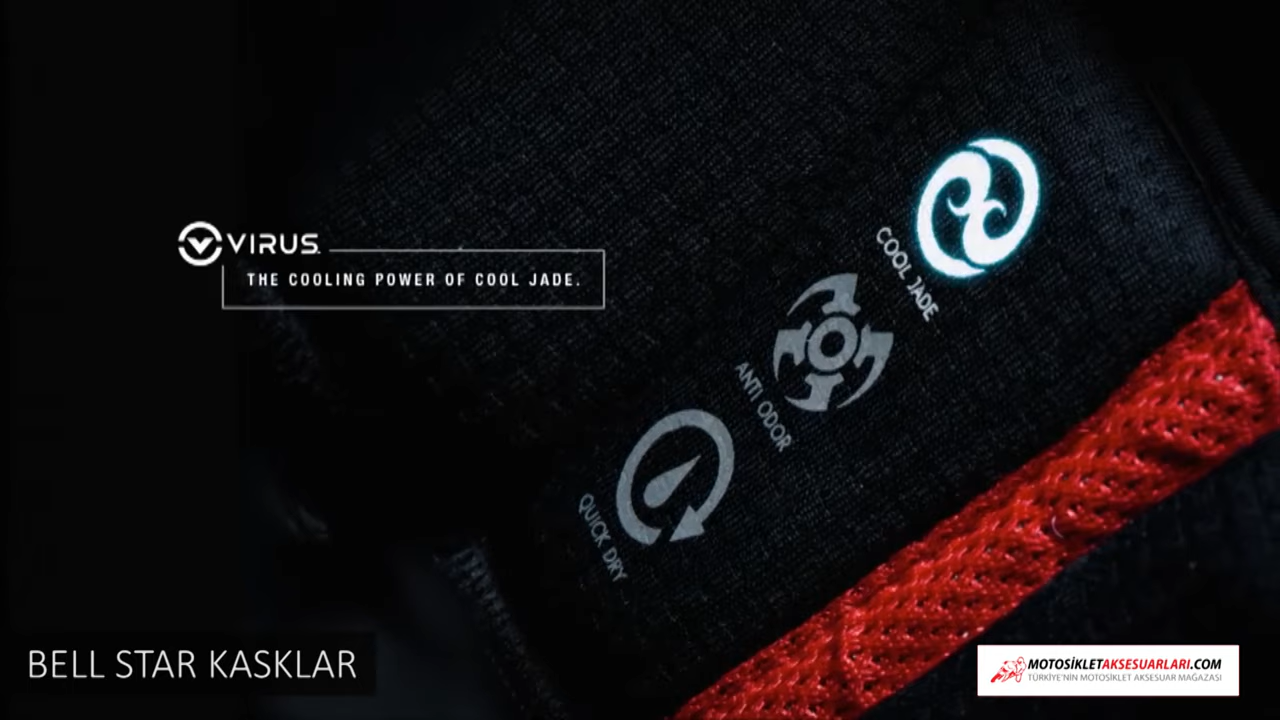 VIRUS
THE COOLING POWER OF COOL JADE.
COOL JADE
ANTI ODOR
QUICK DRY
BELL STAR KASKLAR
MOTOSİKLETAKSESUARLARI.COM
TÜRKİYE'NİN MOTOSİKLET AKSESUAR MAĞAZASI